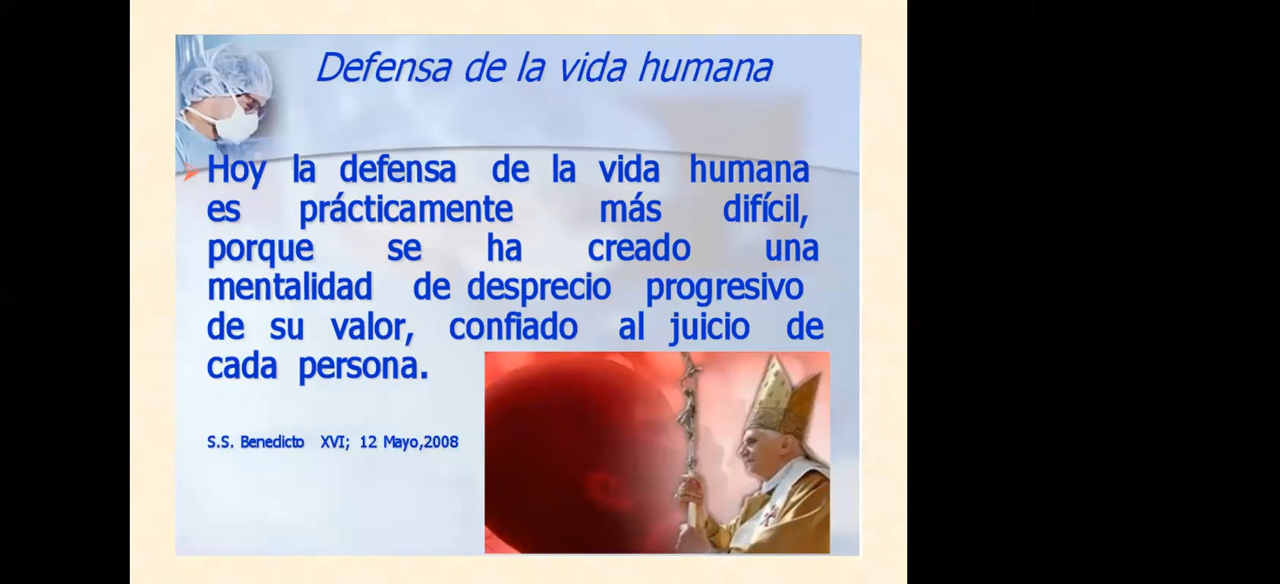 Defensa de la vida humana
Hoy la defensa de la vida humana
es prácticamente más difícil,
porque se ha creado una
mentalidad de desprecio progresivo
de su valor, confiado al juicio de
cada persona.
S.S. Benedicto XVI; 12 Mayo,2008